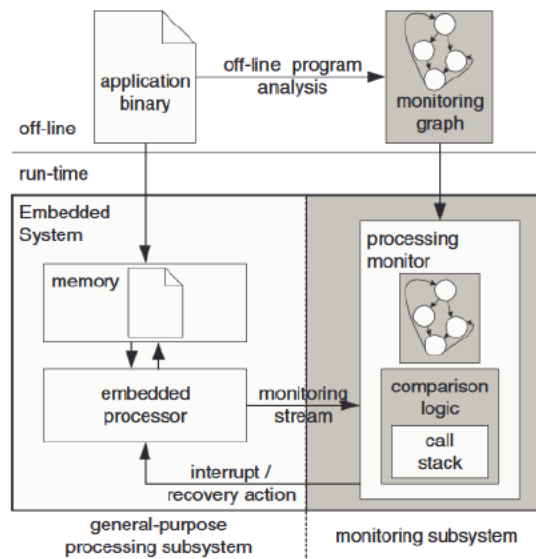 application
binary
off-line program
analysis
monitoring
graph
off-line
run-time
Embedded
System
memory
embedded
processor
monitoring
stream
interrupt /
recovery action
processing
monitor
comparison
logic
call
stack
general-purpose
processing subsystem
monitoring subsystem